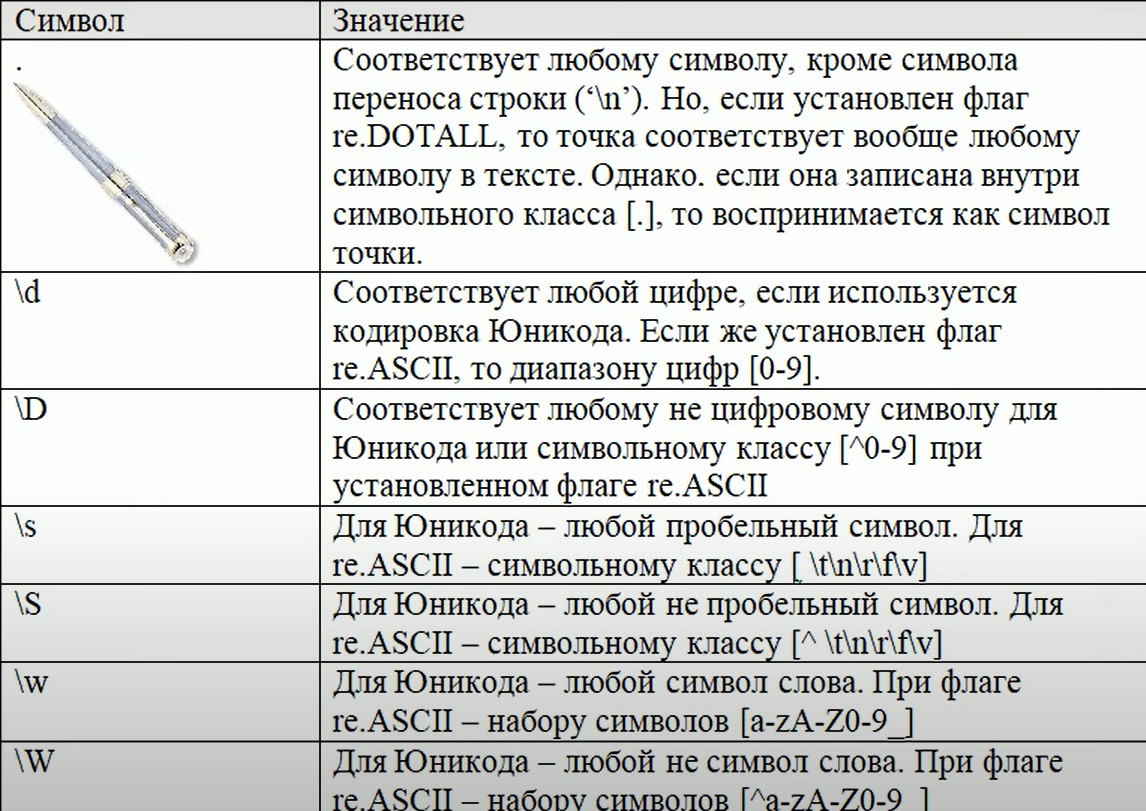 Символ Значение
. Соответствует любому символу, кроме символа
переноса строки (‘\n’). Но, если установлен флаг
re.DOTALL, то точка соответствует вообще любому
символу в тексте. Однако. если она записана внутри
символьного класса [.], то воспринимается как символ
точки.
\d Соответствует любой цифре, если используется
кодировка Юникода. Если же установлен флаг
re.ASCII, то диапазону цифр [0-9].
\D Соответствует любому не цифровому символу для
Юникода или символьному классу [^0-9] при
установленном флаге re.ASCII
\s Для Юникода – любой пробельный символ. Для
re.ASCII – символьному классу [ \t\n\r\f\v]
\S Для Юникода – любой не пробельный символ. Для
re.ASCII – символьному классу [^ \t\n\r\f\v]
\w Для Юникода – любой символ слова. При флаге
re.ASCII – набору символов [a-zA-Z0-9_]
\W Для Юникода – любой не символ слова. При флаге
re.ASCII – набору символов [^a-zA-Z0-9_]